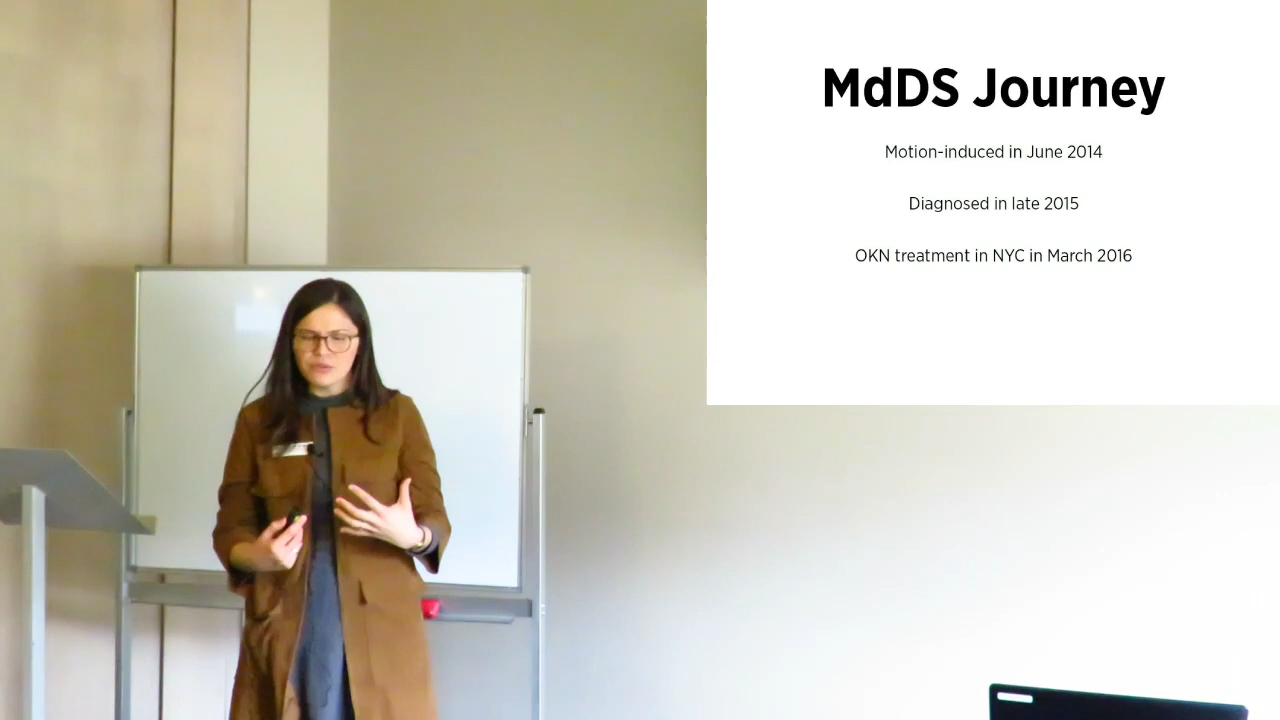 MdDS Journey
Motion-induced in June 2014
Diagnosed in late 2015
OKN treatment in NYC in March 2016